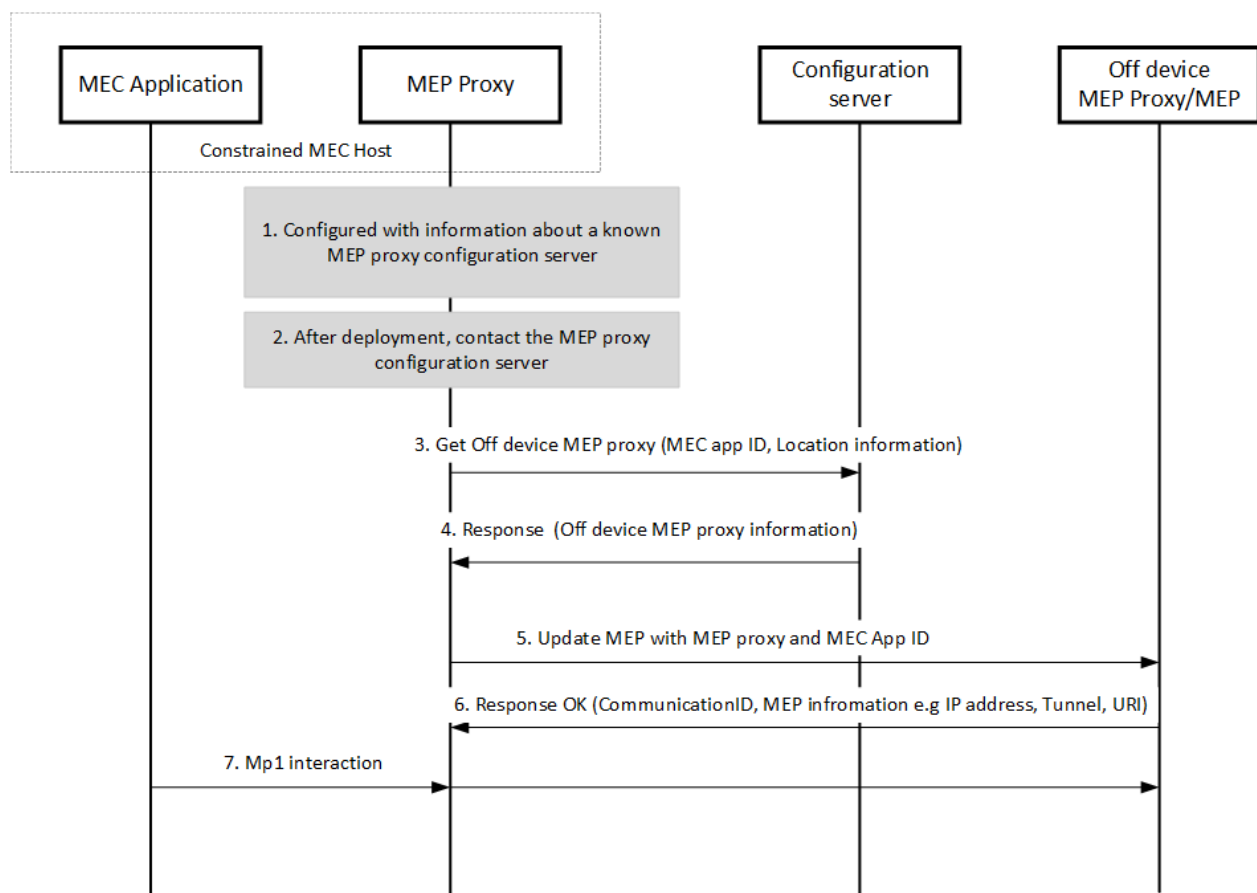 MEC Application
MEP Proxy
Configuration
server
Off device
MEP Proxy/MEP
Constrained MEC Host
1. Configured with information about a known
MEP proxy configuration server
2. After deployment, contact the MEP proxy
configuration server
3. Get Off device MEP proxy (MEC app ID, Location information)
4. Response (Off device MEP proxy information)
5. Update MEP with MEP proxy and MEC App ID
6. Response OK (CommunicationID, MEP infromation e.g IP address, Tunnel, URI)
7. Mp1 interaction